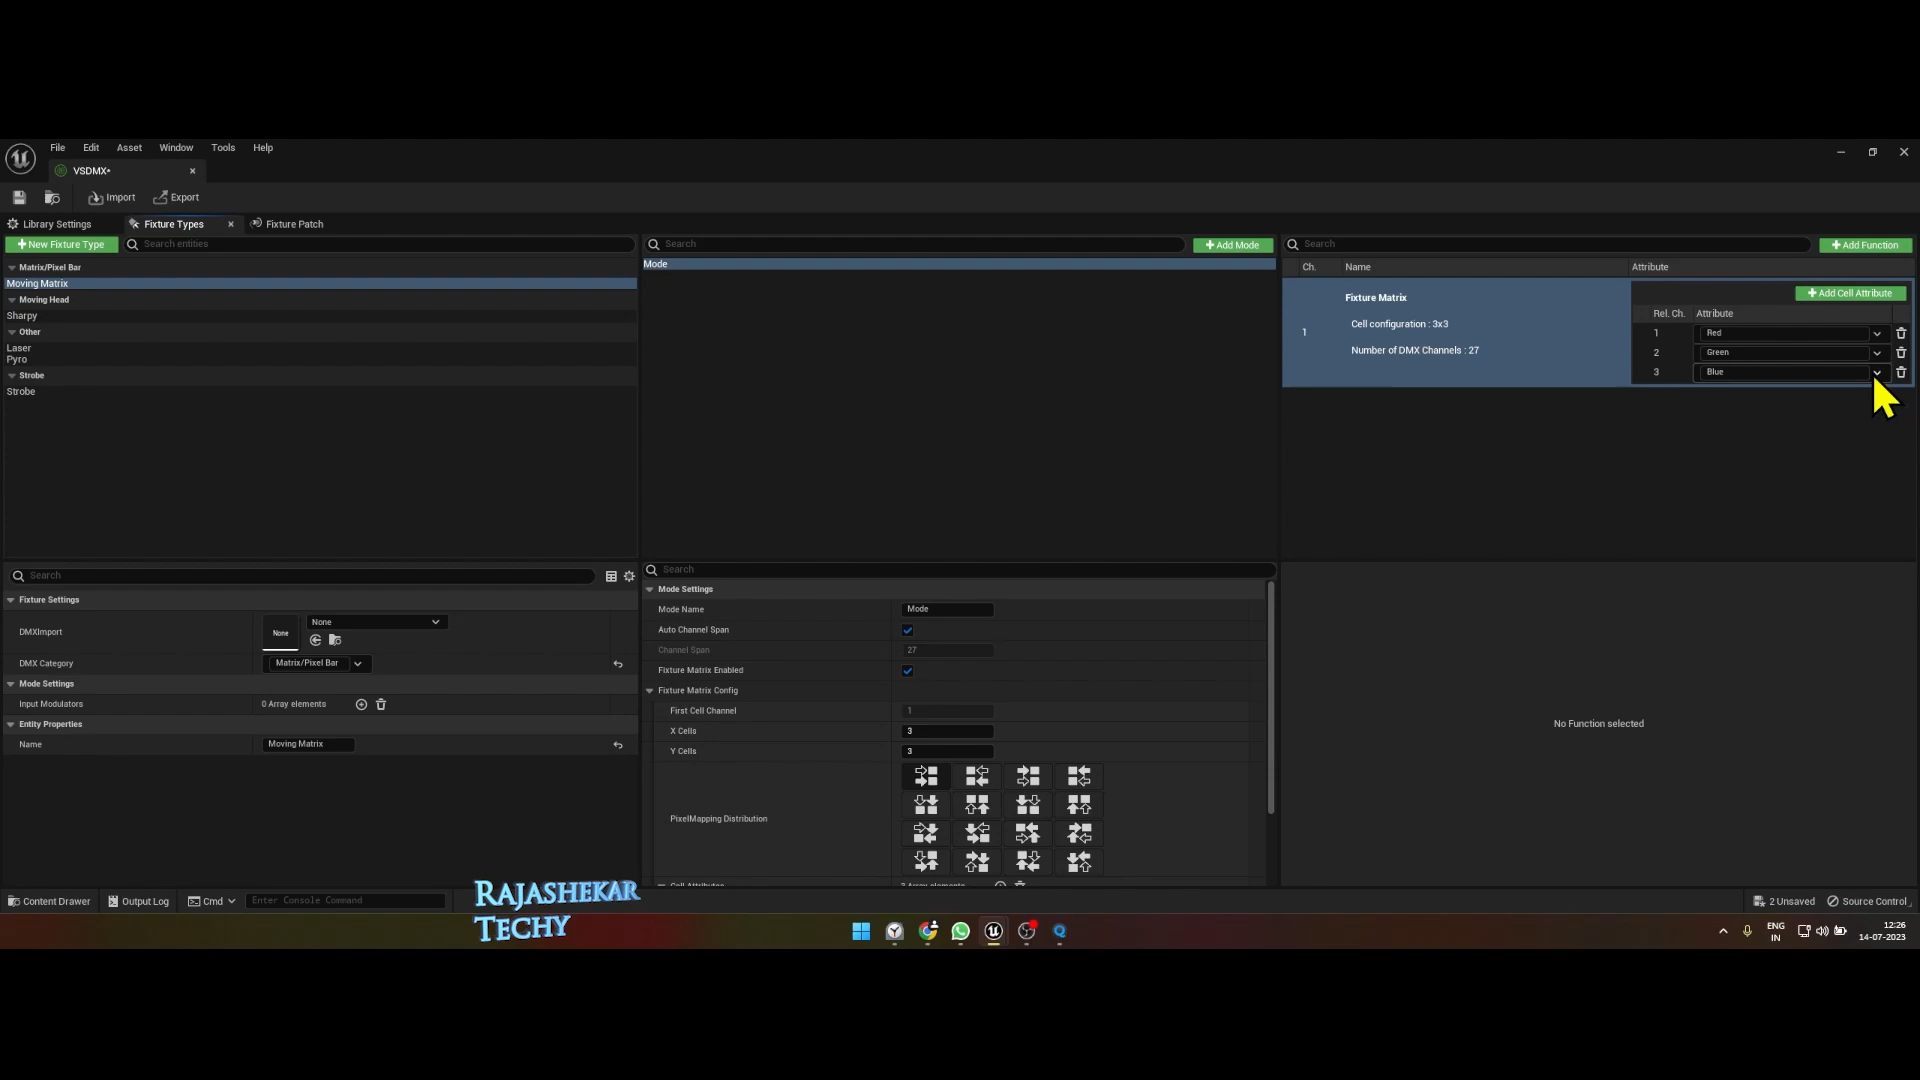 File Edit Asset Window Tools Help
VSDMX*
Import Export
Library Settings Fixture Types Fixture Patch
New Fixture Type Search entities
Matrix/Pixel Bar
Moving Matrix
Moving Head
Sharpy
Other
Laser
Pyro
Strobe
Strobe
Search Add Mode
Mode
Search Add Function
Ch. Name Attribute
1
Fixture Matrix
Cell configuration : 3x3
Number of DMX Channels : 27
Add Cell Attribute
Rel. Ch. Attribute
1 Red
2 Green
3 Blue
Search
Fixture Settings
DMXImport None None
DMX Category Matrix/Pixel Bar
Mode Settings
Input Modulators 0 Array elements
Entity Properties
Name Moving Matrix
Search
Mode Settings
Mode Name Mode
Auto Channel Span
Channel Span 27
Fixture Matrix Enabled
Fixture Matrix Config
First Cell Channel 1
X Cells 3
Y Cells 3
PixelMapping Distribution
Cell Attributes 3 Array elements
No Function selected
Content Drawer Output Log Cmd Enter Console Command
2 Unsaved Source Control
RAJASHEKAR
TECHY
ENG
IN
12:26
14-07-2023